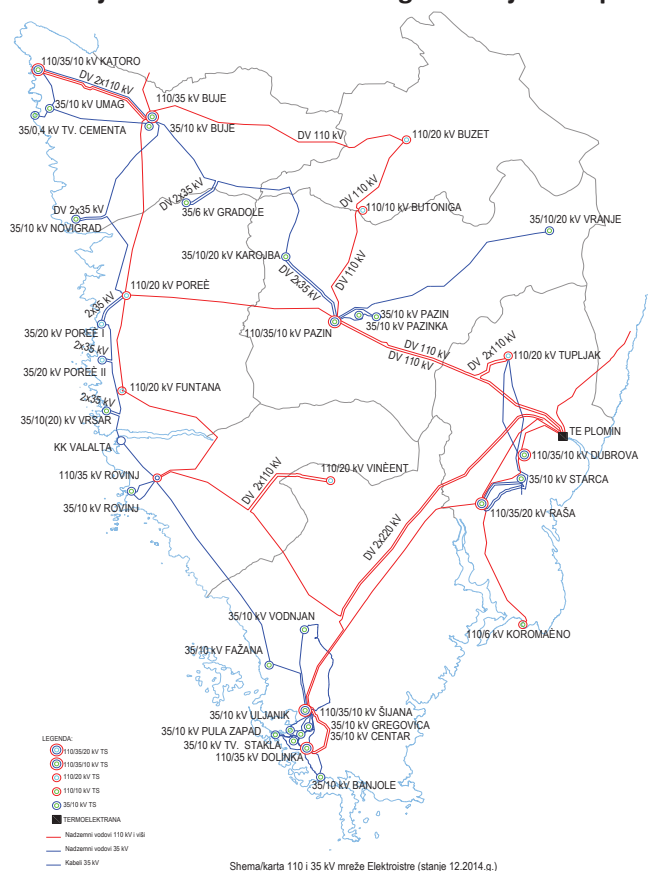 110/35/10 kV KATORO
DV 2x110 kV
35/10 kV UMAG
110/35 kV BUJE
35/0,4 kV TV. CEMENTA
35/10 kV BUJE
DV 110 kV
110/20 kV BUZET
DV 2x35 kV
DV 110 kV
35/6 kV GRADOLE
110/10 kV BUTONIGA
DV 2x35 kV
35/10 kV NOVIGRAD
35/10/20 kV VRANJE
35/10/20 kV KAROJBA
DV 2x35 kV
DV 110 kV
110/20 kV POREÈ
2x35 kV
35/10 kV PAZIN
35/10 kV PAZINKA
35/20 kV POREÈ I
110/35/10 kV PAZIN
DV 110 kV
DV 110 kV
DV 2x110 kV
110/20 kV TUPLJAK
2x35 kV
35/20 kV POREÈ II
110/20 kV FUNTANA
2x35 kV
35/10(20) kV VRSAR
TE PLOMIN
KK VALALTA
110/35/10 kV DUBROVA
110/35 kV ROVINJ
110/20 kV VINÈENT
35/10 kV STARCA
DV 2x110 kV
35/10 kV ROVINJ
110/35/20 kV RAŠA
DV 2x220 kV
35/10 kV VODNJAN
110/6 kV KOROMAÈNO
35/10 kV FAŽANA
35/10 kV ULJANIK
110/35/10 kV ŠIJANA
35/10 kV PULA ZAPAD
35/10 kV GREGOVICA
35/10 kV CENTAR
35/10 kV TV. STAKLA
110/35 kV DOLINKA
35/10 kV BANJOLE
LEGENDA:
110/35/20 kV TS
110/35/10 kV TS
110/20 kV TS
110/10 kV TS
35/10 kV TS
TERMOELEKTRANA
Nadzemni vodovi 110 kV i viši
Nadzemni vodovi 35 kV
Kabeli 35 kV
Shema/karta 110 i 35 kV mreže Elektroistre (stanje 12.2014.g.)